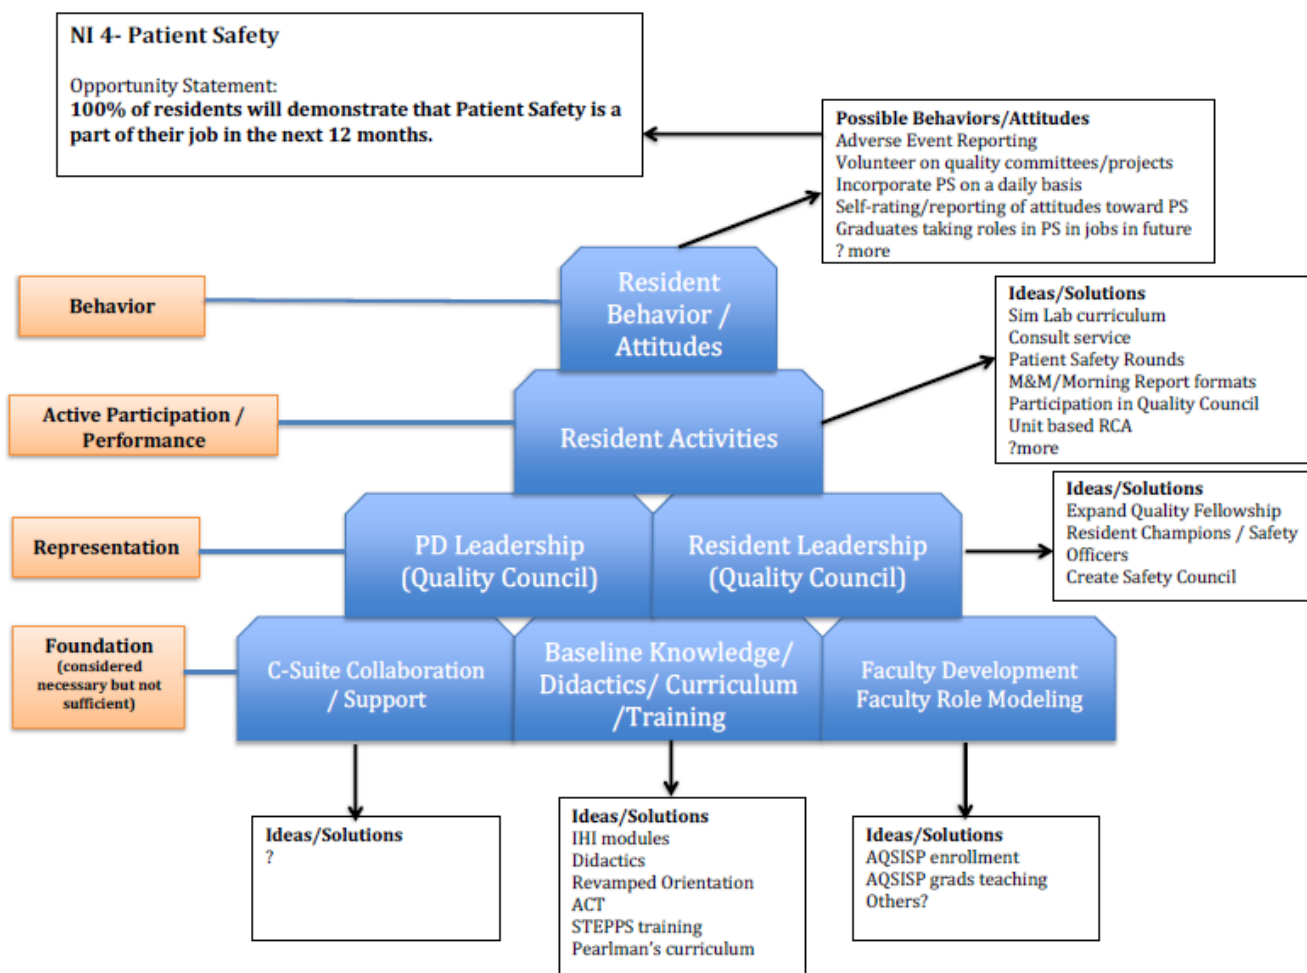 NI 4- Patient Safety
Opportunity Statement:
100% of residents will demonstrate that Patient Safety is a
part of their job in the next 12 months.
Possible Behaviors/Attitudes
Adverse Event Reporting
Volunteer on quality committees/projects
Incorporate PS on a daily basis
Self-rating/reporting of attitudes toward PS
Graduates taking roles in PS in jobs in future
? more
Behavior
Resident
Behavior /
Attitudes
Ideas/Solutions
Sim Lab curriculum
Consult service
Patient Safety Rounds
M&M/Morning Report formats
Participation in Quality Council
Unit based RCA
?more
Active Participation /
Performance
Resident Activities
Representation
PD Leadership
(Quality Council)
Resident Leadership
(Quality Council)
Ideas/Solutions
Expand Quality Fellowship
Resident Champions / Safety
Officers
Create Safety Council
Foundation
(considered
necessary but not
sufficient)
C-Suite Collaboration
/ Support
Baseline Knowledge/
Didactics/ Curriculum
/Training
Faculty Development
Faculty Role Modeling
Ideas/Solutions
?
Ideas/Solutions
IHI modules
Didactics
Revamped Orientation
ACT
STEPPS training
Pearlman's curriculum
Ideas/Solutions
AQSISP enrollment
AQSISP grads teaching
Others?